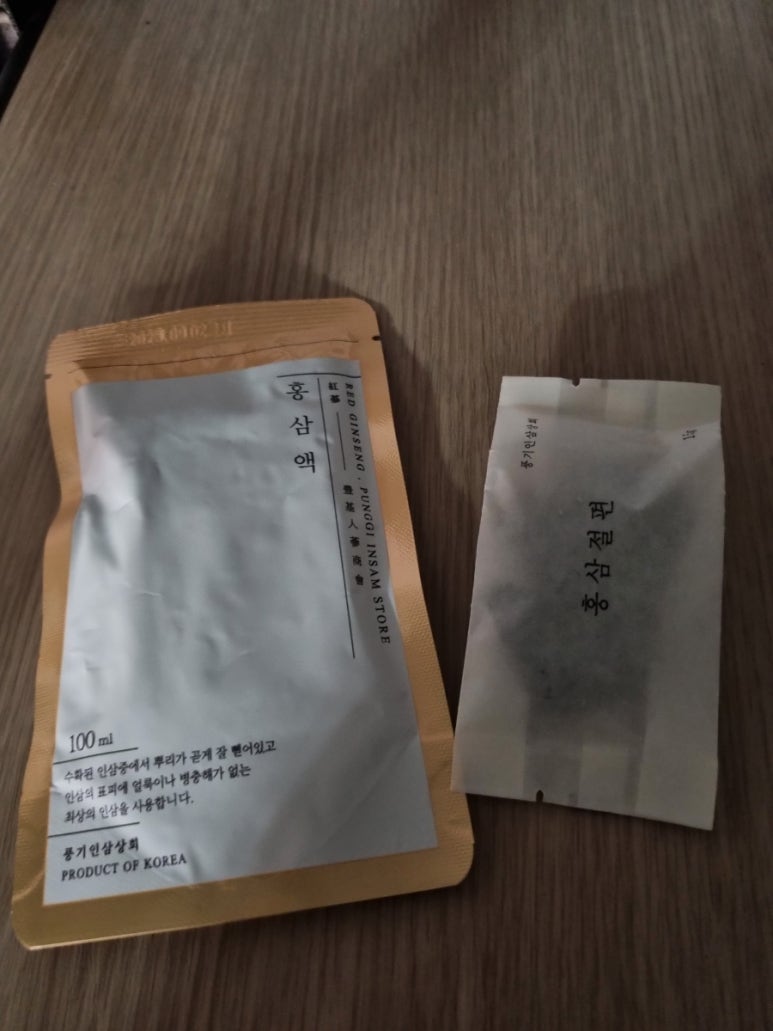 홍삼액
紅蔘
豊基人蔘商會
RED GINSENG . PUNGGI INSAM STORE
100 ml
수확된 인삼중에서 뿌리가 곧게 잘 뻗어있고
인삼의 표피에 얼룩이나 병충해가 없는
최상의 인삼을 사용합니다.
풍기인삼상회
PRODUCT OF KOREA
풍기인삼상회
홍삼절편